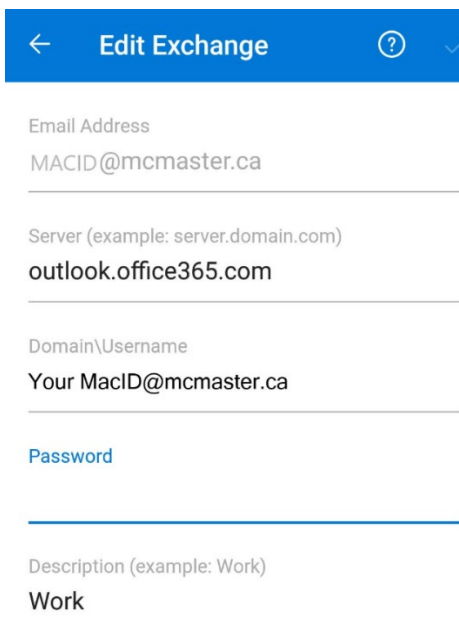 Edit Exchange
Email Address
MACID@mcmaster.ca
Server (example: server.domain.com)
outlook.office365.com
Domain\Username
Your MacID@mcmaster.ca
Password
Description (example: Work)
Work